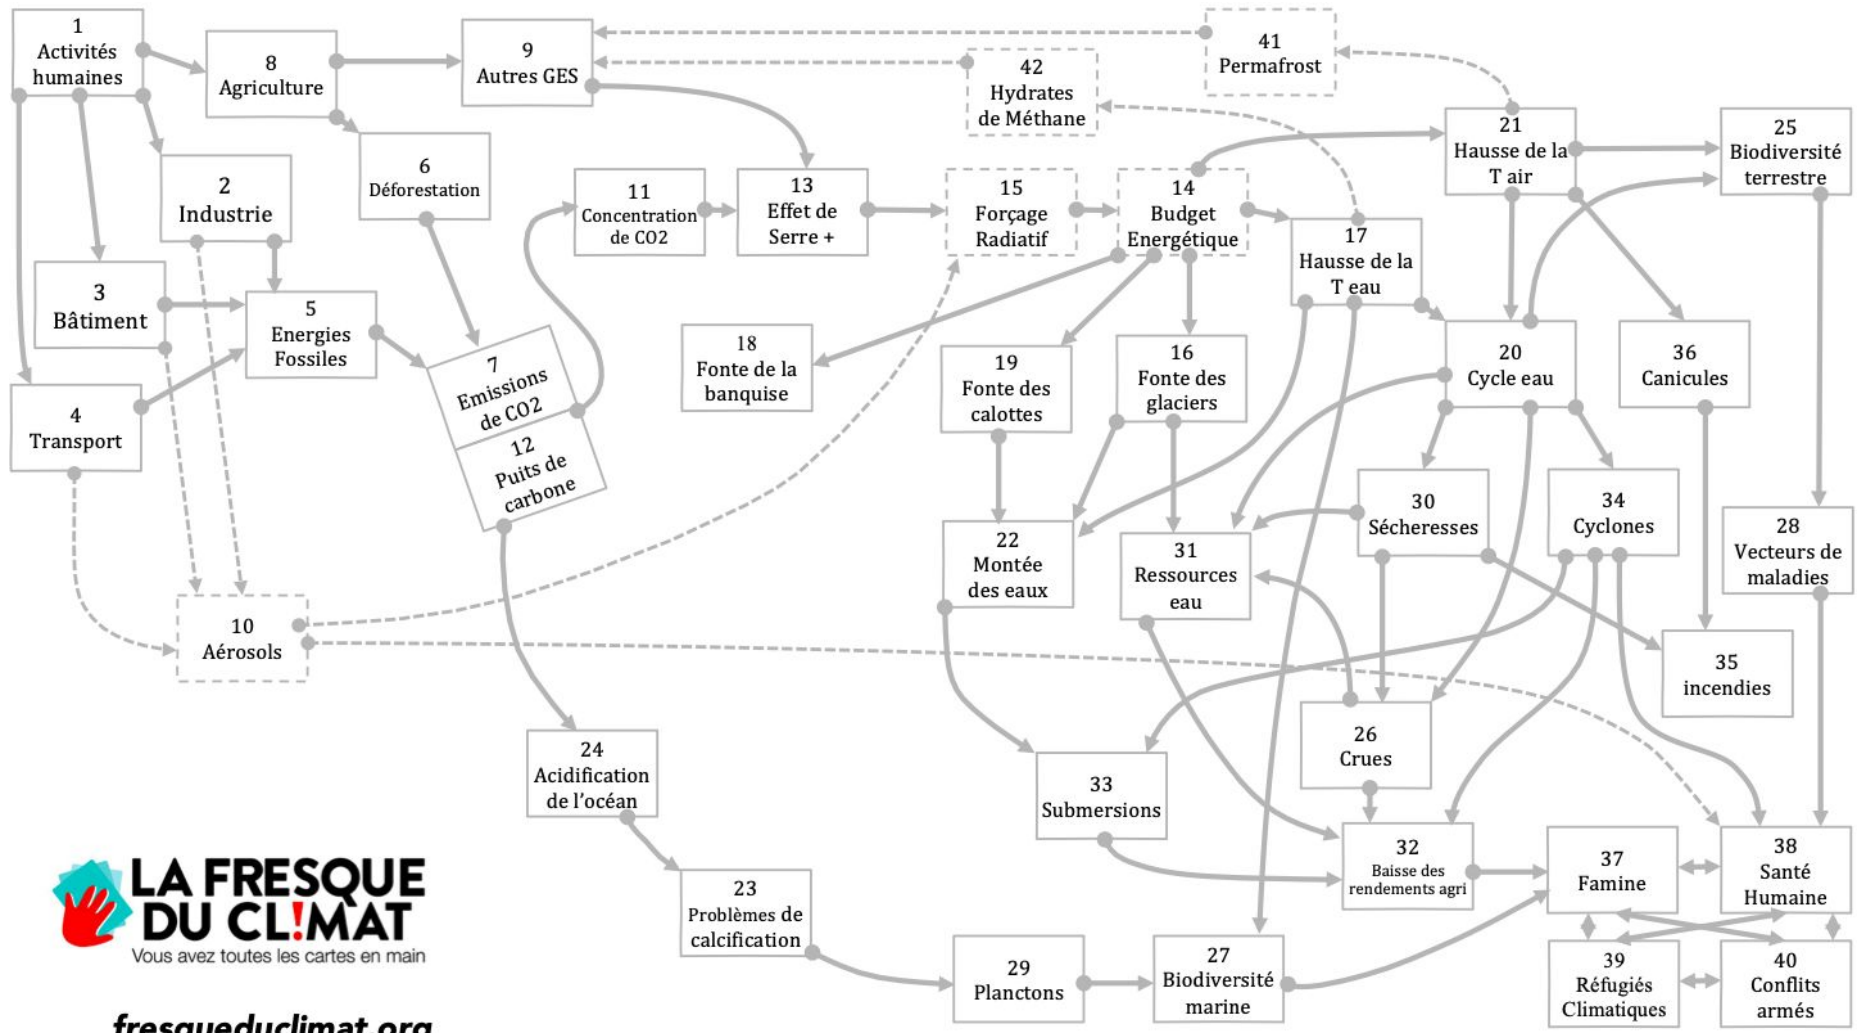 1
Activités
humaines
8
Agriculture
9
Autres GES
41
Permafrost
42
Hydrates
de Méthane
21
Hausse de la
T air
25
Biodiversité
terrestre
2
Industrie
6
Déforestation
11
Concentration
de CO2
13
Effet de
Serre +
15
Forçage
Radiatif
14
Budget
Energétique
17
Hausse de la
T eau
3
Bâtiment
5
Energies
Fossiles
7
Emissions
de CO2
12
Puits de
carbone
18
Fonte de la
banquise
19
Fonte des
calottes
16
Fonte des
glaciers
20
Cycle eau
36
Canicules
4
Transport
22
Montée
des eaux
31
Ressources
eau
30
Sécheresses
34
Cyclones
28
Vecteurs de
maladies
10
Aérosols
35
incendies
24
Acidification
de l'océan
33
Submersions
26
Crues
23
Problèmes de
calcification
32
Baisse des
rendements agri
37
Famine
38
Santé
Humaine
29
Planctons
27
Biodiversité
marine
39
Réfugiés
Climatiques
40
Conflits
armés
LA FRESQUE
DU CL!MAT
Vous avez toutes les cartes en main
fresqueduclimat.org